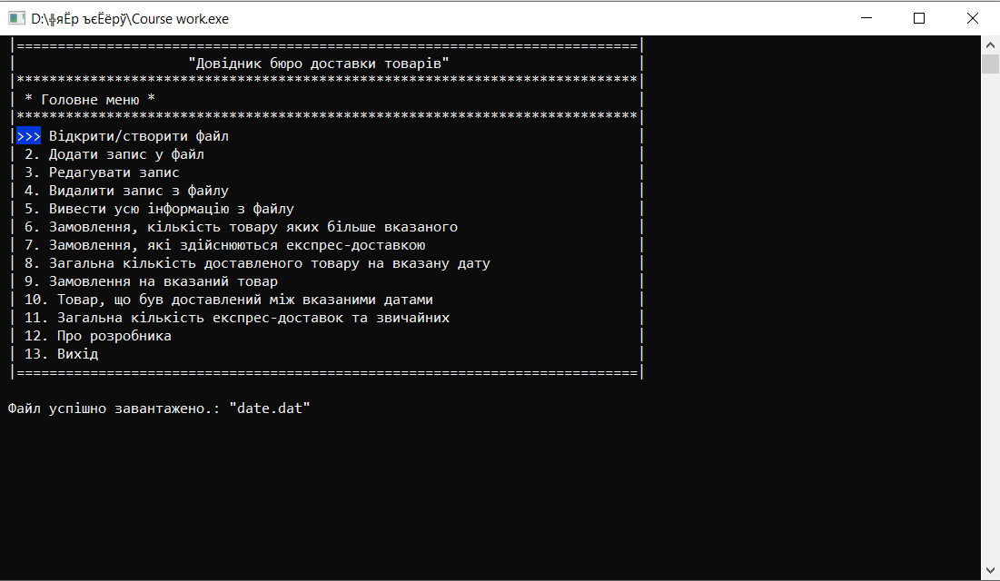 D:\╬яЁр ъєЁёрў\Course work.exe
|============================================================================|
| "Довідник бюро доставки товарів" |
|****************************************************************************|
| * Головне меню * |
|****************************************************************************|
|>>> Відкрити/створити файл |
| 2. Додати запис у файл |
| 3. Редагувати запис |
| 4. Видалити запис з файлу |
| 5. Вивести усю інформацію з файлу |
| 6. Замовлення, кількість товару яких більше вказаного |
| 7. Замовлення, які здійснюються експрес-доставкою |
| 8. Загальна кількість доставленого товару на вказану дату |
| 9. Замовлення на вказаний товар |
| 10. Товар, що був доставлений між вказаними датами |
| 11. Загальна кількість експрес-доставок та звичайних |
| 12. Про розробника |
| 13. Вихід |
|============================================================================|
Файл успішно завантажено.: "date.dat"